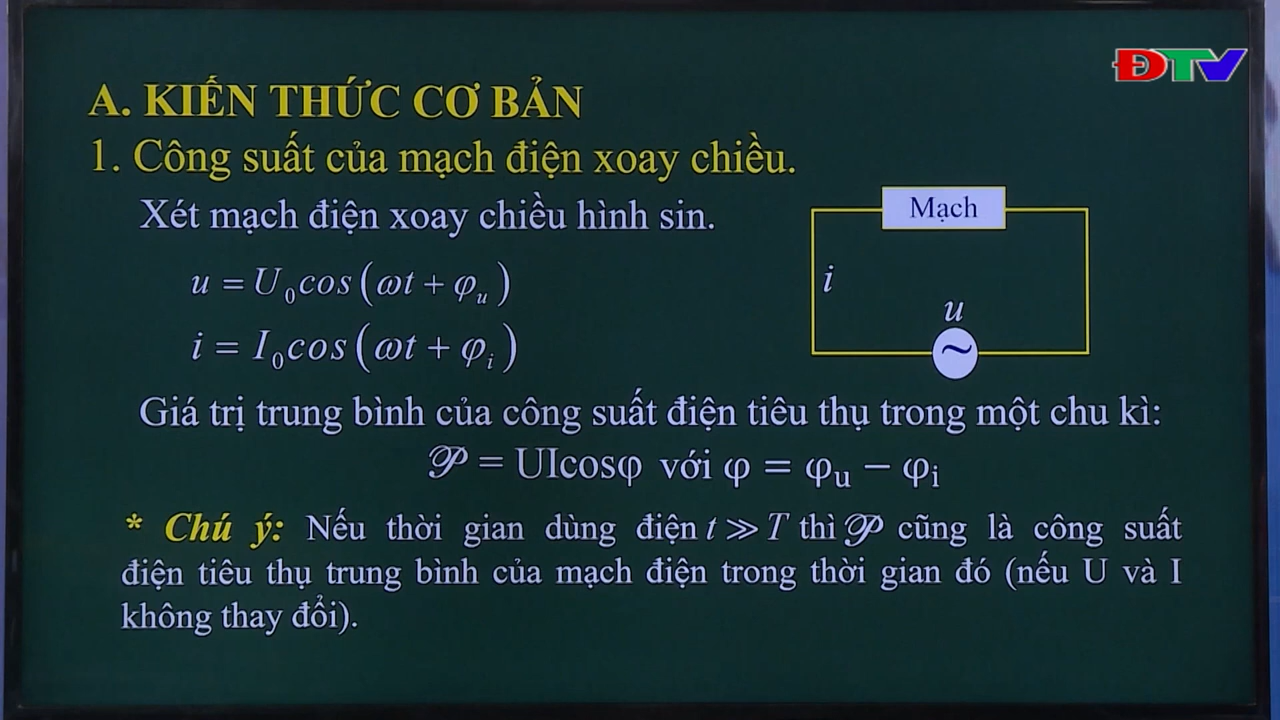 ĐTV
A. KIẾN THỨC CƠ BẢN
1. Công suất của mạch điện xoay chiều.
Xét mạch điện xoay chiều hình sin.
Mạch
u = U₀cos(ωt + φᵤ)
i
u
~
i = I₀cos(ωt + φᵢ)
Giá trị trung bình của công suất điện tiêu thụ trong một chu kì:
𝒫 = UIcosφ với φ = φᵤ − φᵢ
* Chú ý: Nếu thời gian dùng điện t ≫ T thì 𝒫 cũng là công suất
điện tiêu thụ trung bình của mạch điện trong thời gian đó (nếu U và I
không thay đổi).